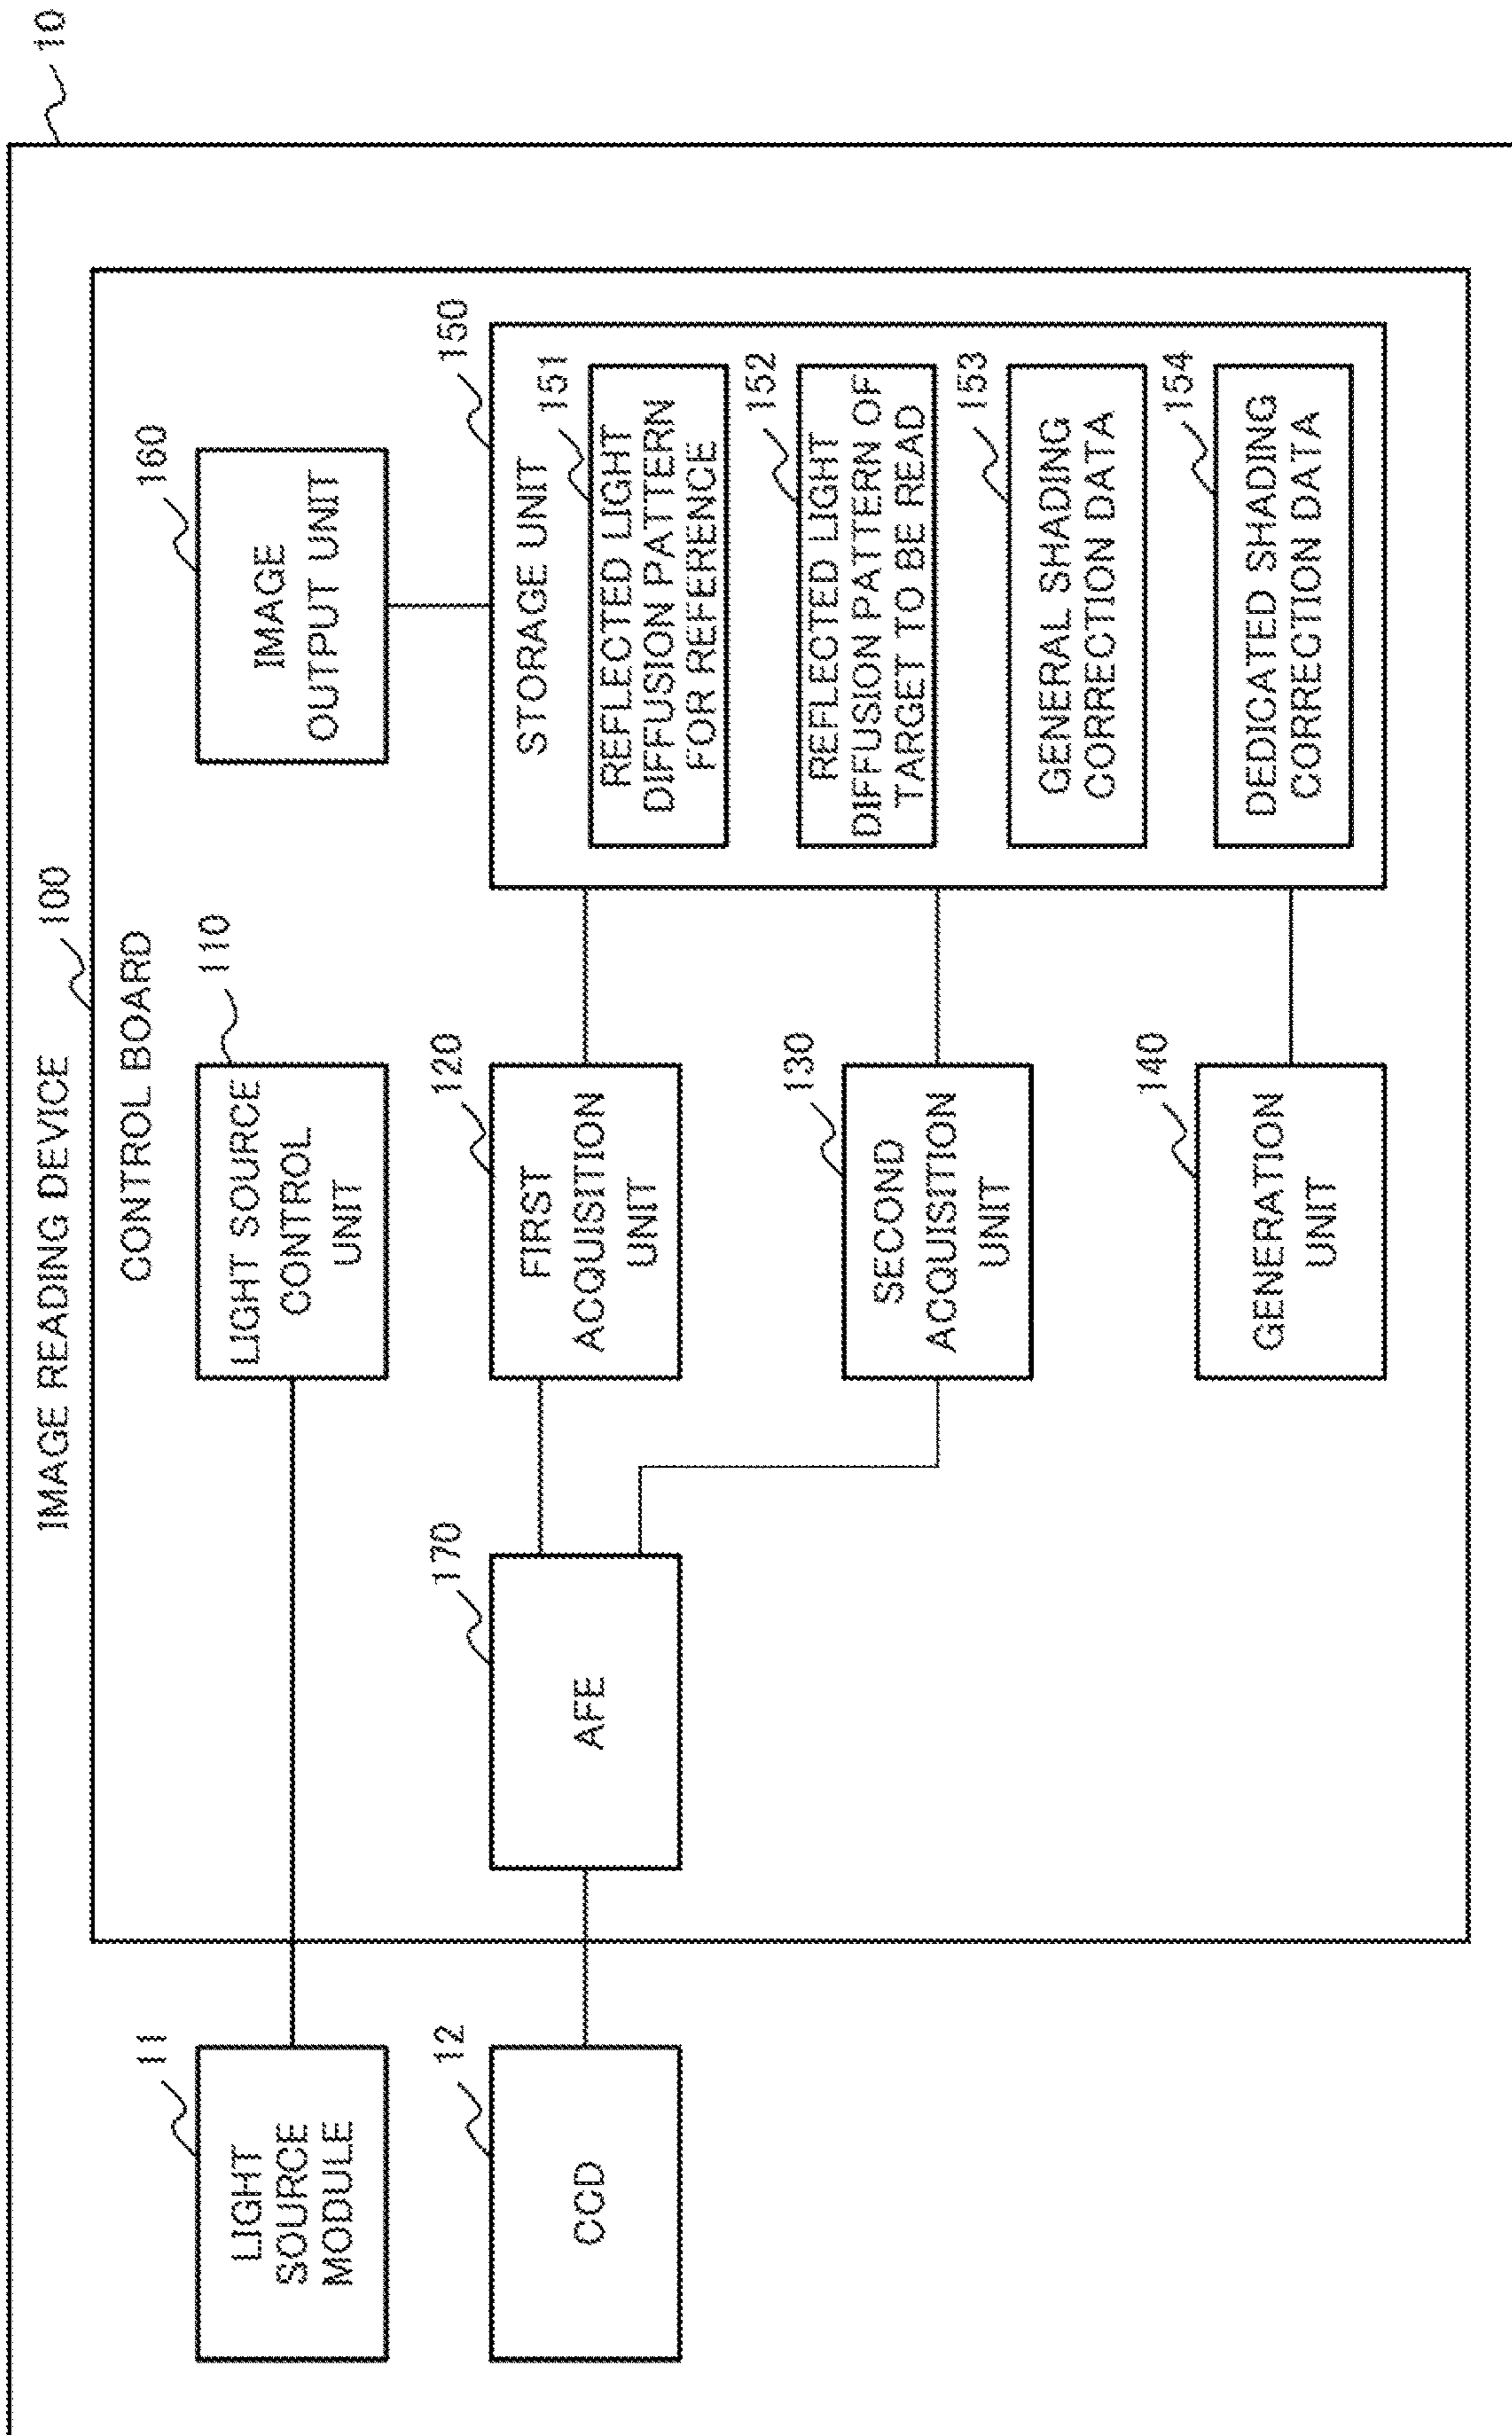 10
IMAGE READING DEVICE
100
CONTROL BOARD
11
LIGHT
SOURCE
MODULE
110
LIGHT SOURCE
CONTROL
UNIT
160
IMAGE
OUTPUT UNIT
12
CCD
170
AFE
120
FIRST
ACQUISITION
UNIT
130
SECOND
ACQUISITION
UNIT
140
GENERATION
UNIT
150
STORAGE UNIT
151
REFLECTED LIGHT
DIFFUSION PATTERN
FOR REFERENCE
152
REFLECTED LIGHT
DIFFUSION PATTERN OF
TARGET TO BE READ
153
GENERAL SHADING
CORRECTION DATA
154
DEDICATED SHADING
CORRECTION DATA